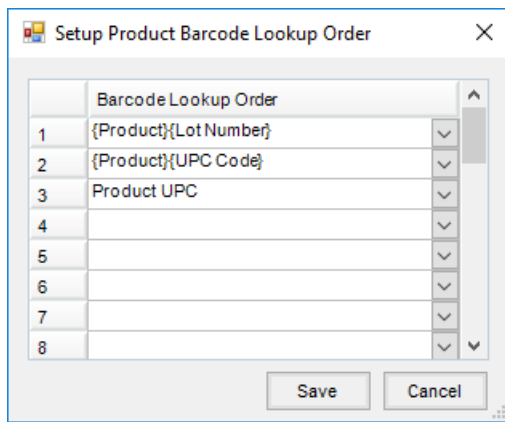 Setup Product Barcode Lookup Order
Barcode Lookup Order
1 {Product}{Lot Number}
2 {Product}{UPC Code}
3 Product UPC
4
5
6
7
8
Save Cancel